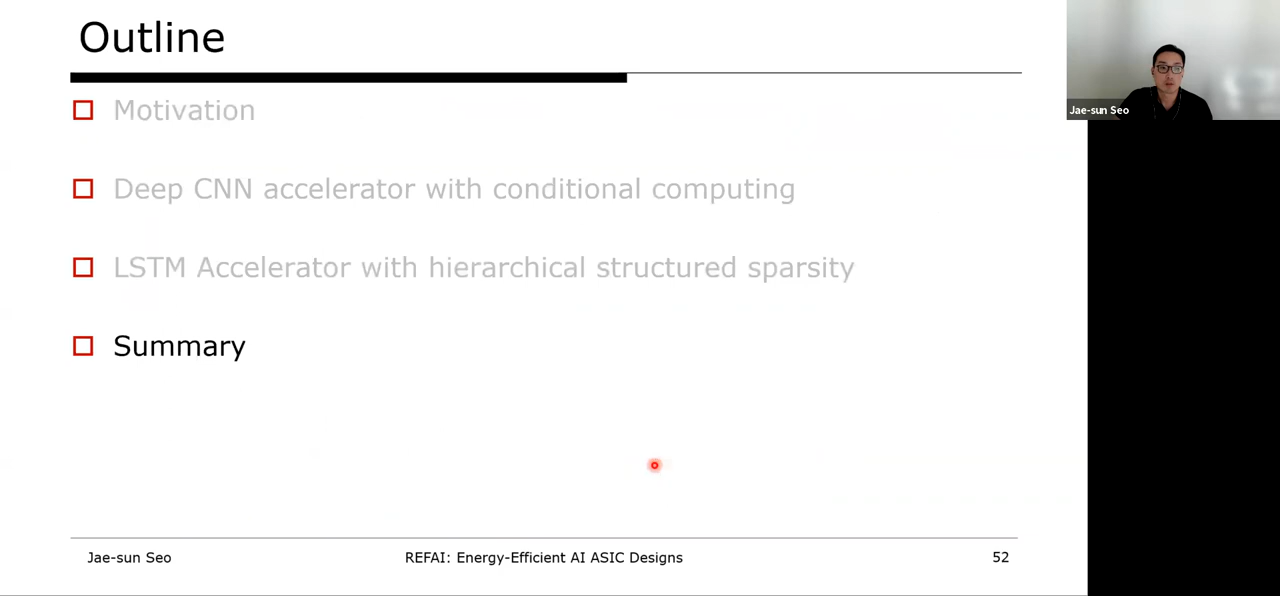 Outline
Motivation
Deep CNN accelerator with conditional computing
LSTM Accelerator with hierarchical structured sparsity
Summary
Jae-sun Seo
REFAI: Energy-Efficient AI ASIC Designs
52
Jae-sun Seo